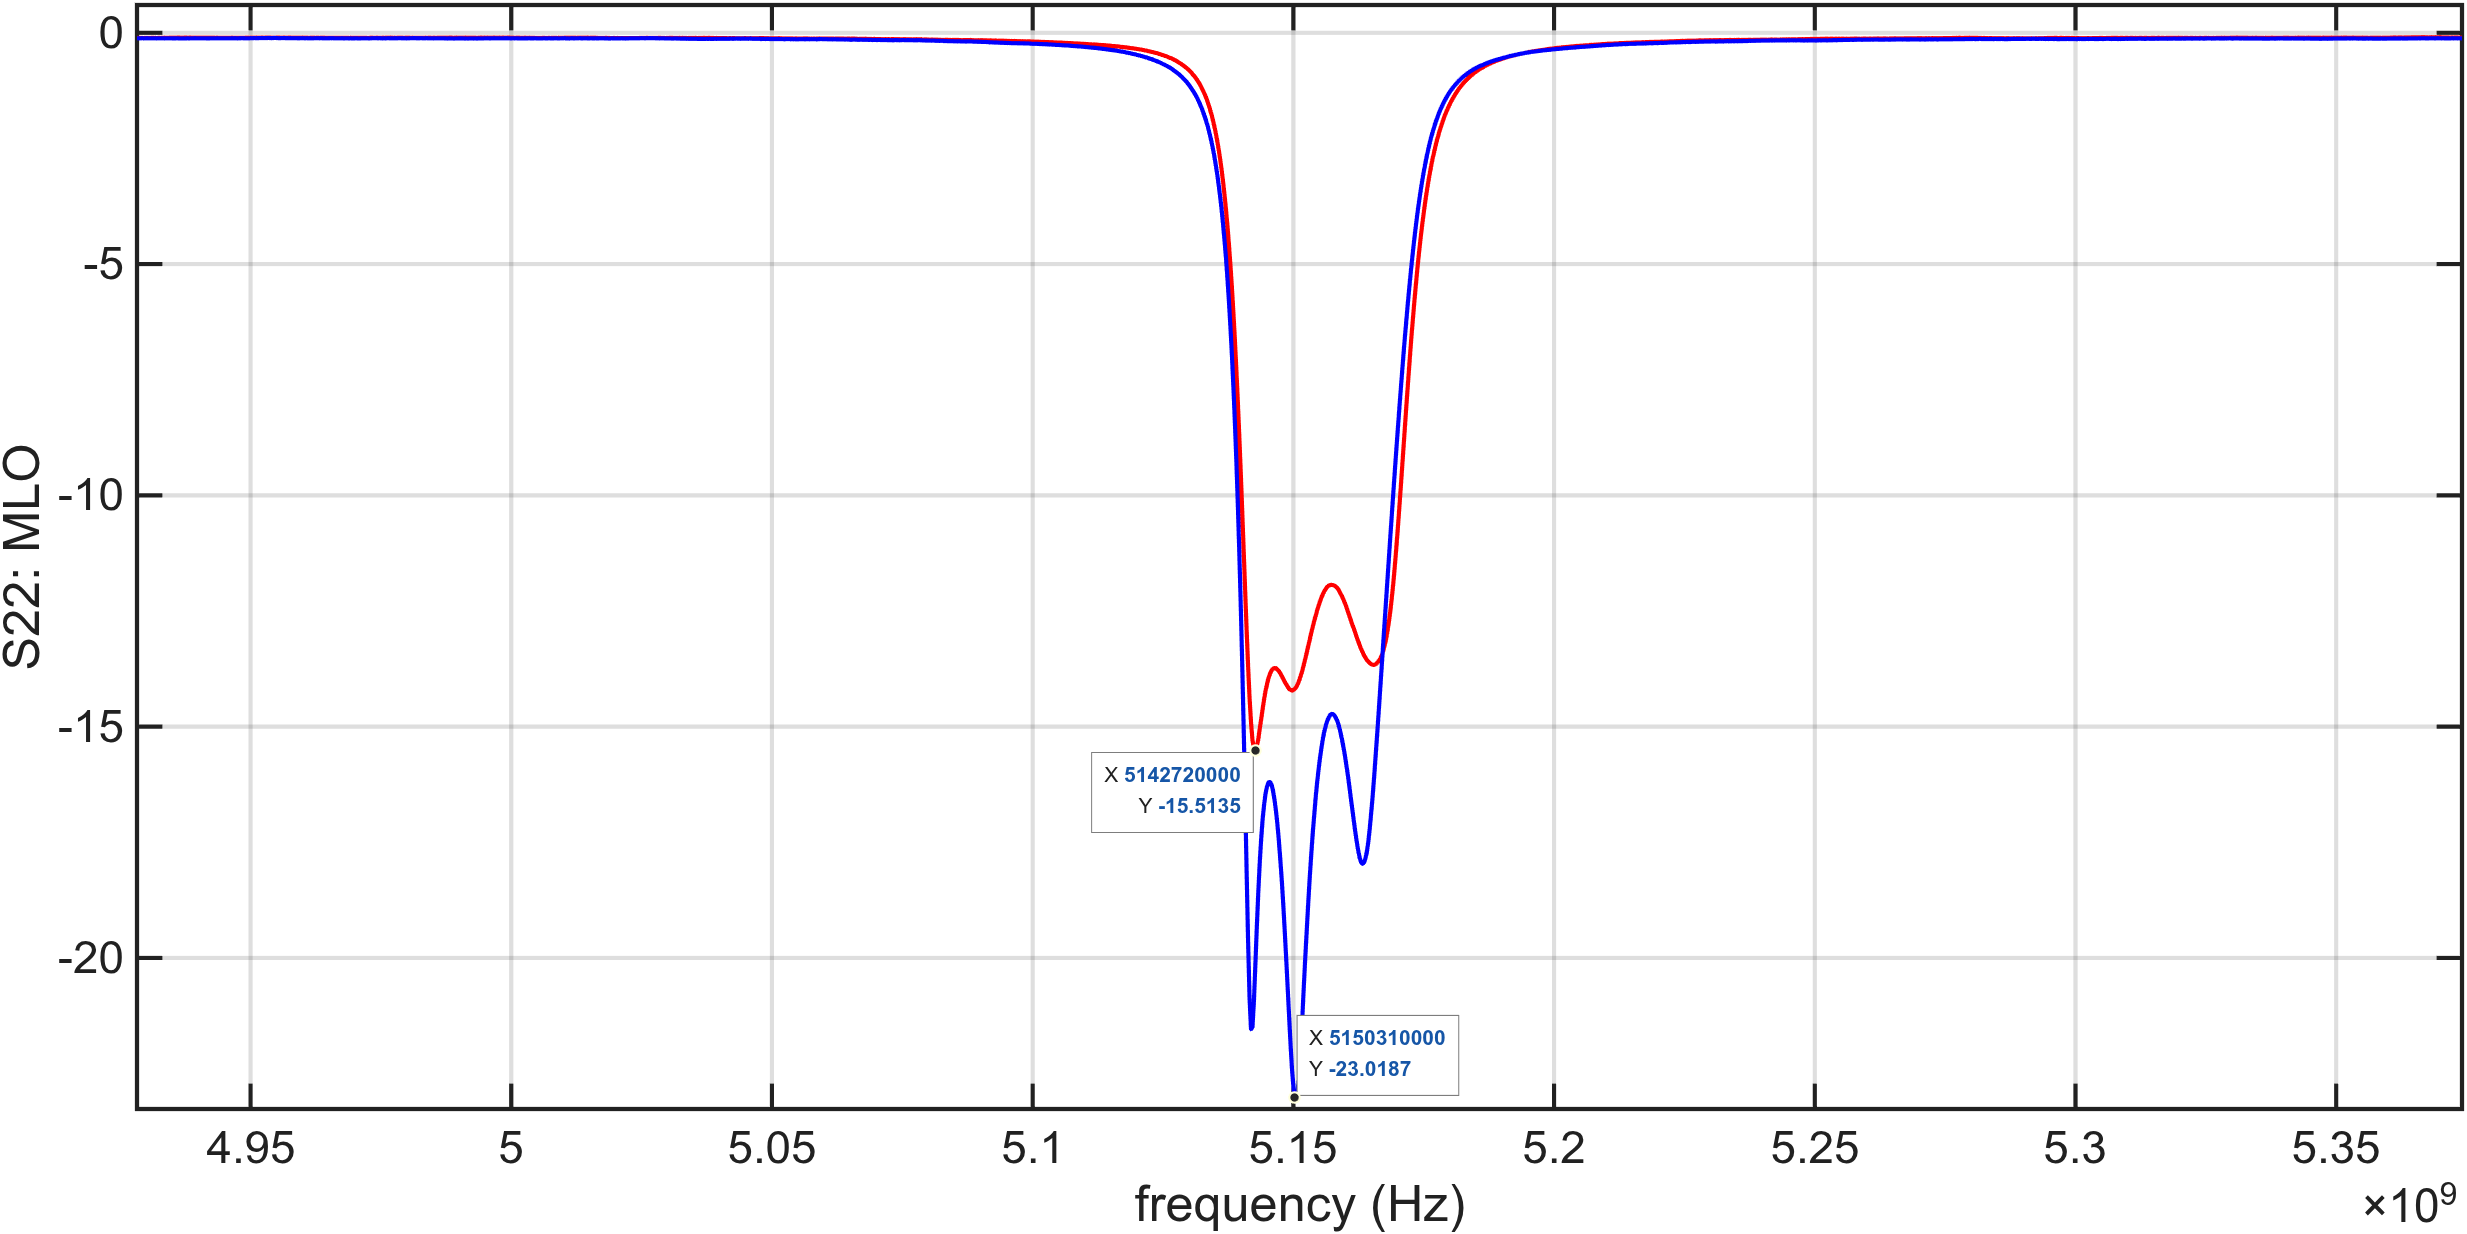 0
-5
-10
-15
-20
S22: MLO
X 5142720000
Y -15.5135
X 5150310000
Y -23.0187
4.95 5 5.05 5.1 5.15 5.2 5.25 5.3 5.35
frequency (Hz)
×10⁹